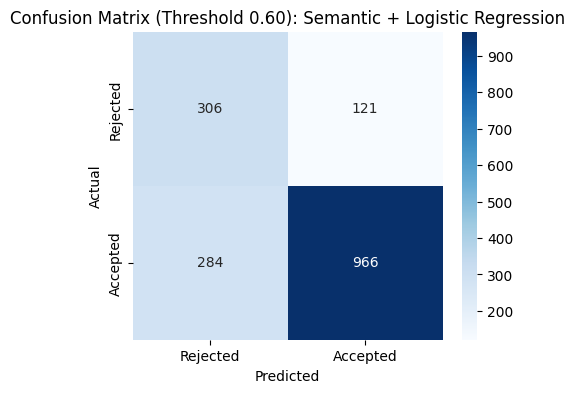 Confusion Matrix (Threshold 0.60): Semantic + Logistic Regression
Actual
Rejected
306
121
Accepted
284
966
Rejected
Accepted
Predicted
900
800
700
600
500
400
300
200